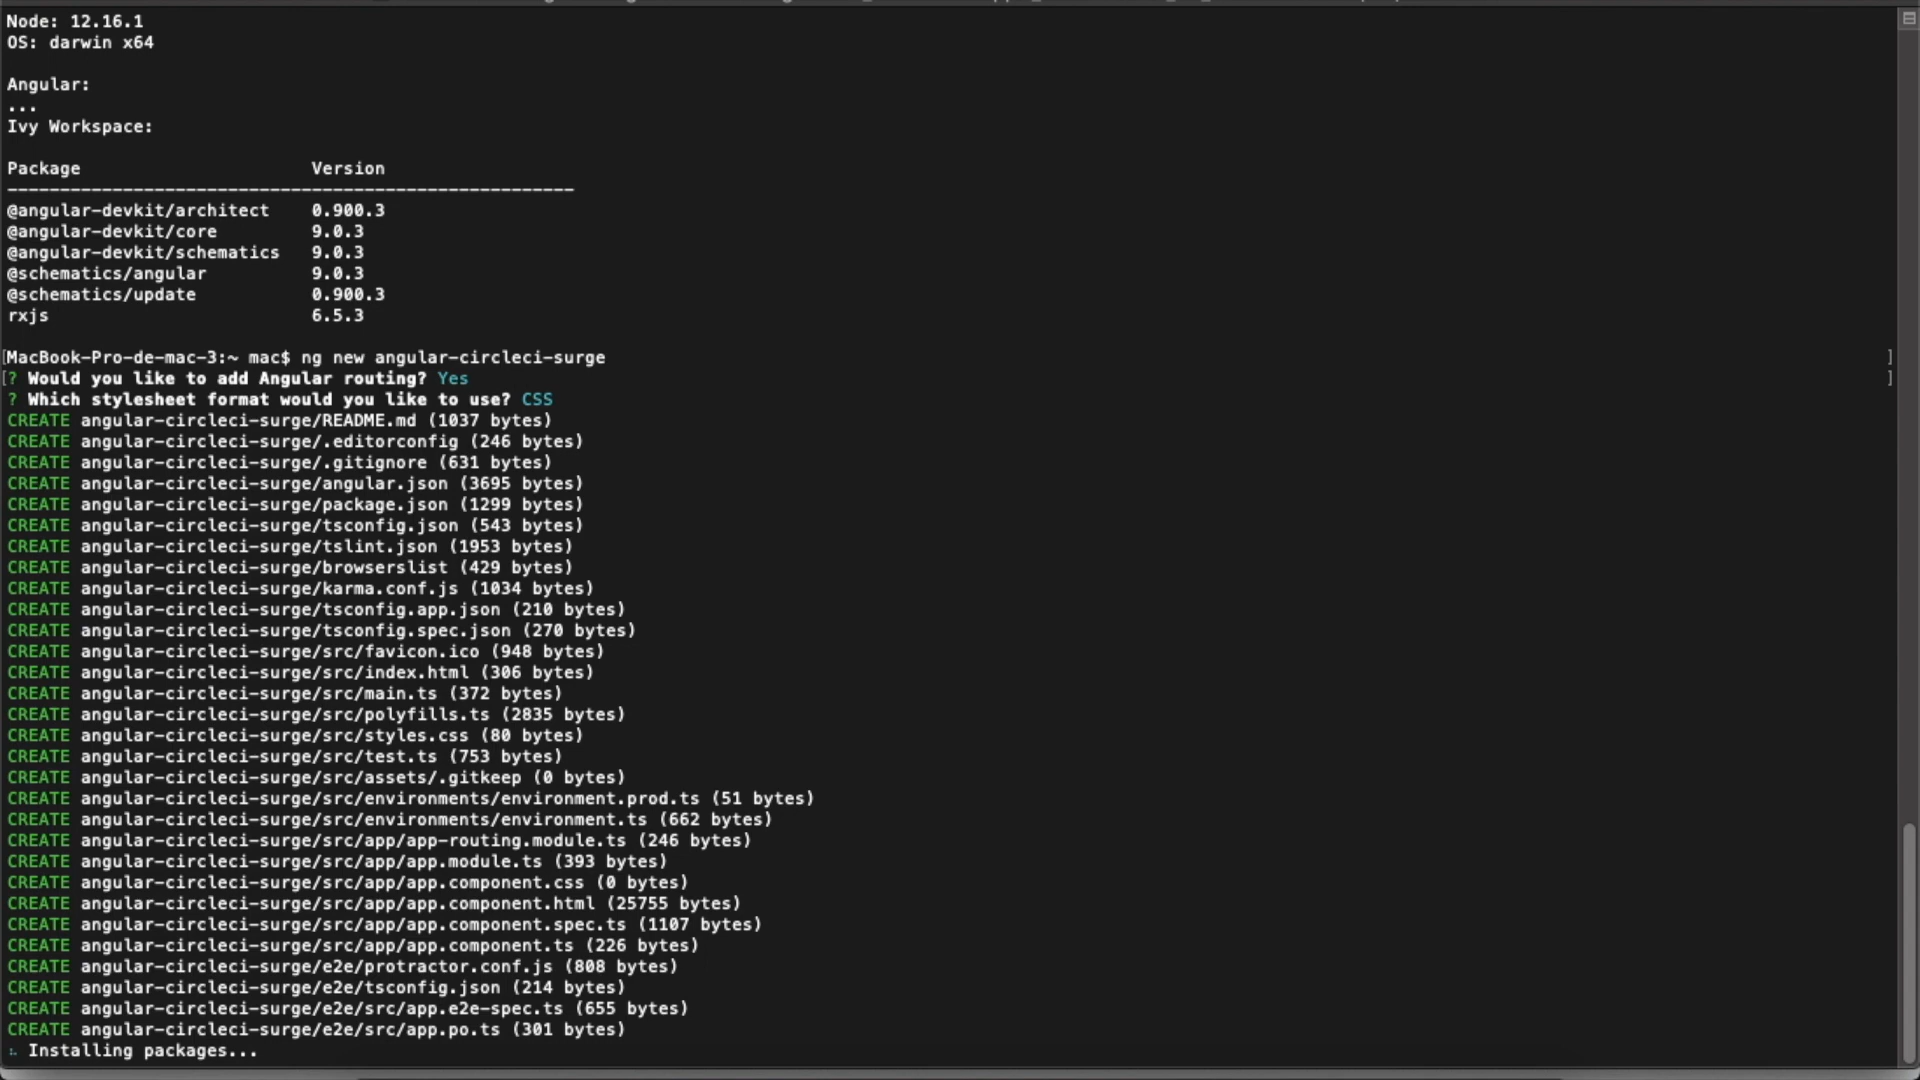 Node: 12.16.1
OS: darwin x64
Angular:
...
Ivy Workspace:
Package Version
------------------------------------------------------
@angular-devkit/architect 0.900.3
@angular-devkit/core 9.0.3
@angular-devkit/schematics 9.0.3
@schematics/angular 9.0.3
@schematics/update 0.900.3
rxjs 6.5.3
[MacBook-Pro-de-mac-3:~ mac$ ng new angular-circleci-surge ]
[? Would you like to add Angular routing? Yes ]
? Which stylesheet format would you like to use? CSS
CREATE angular-circleci-surge/README.md (1037 bytes)
CREATE angular-circleci-surge/.editorconfig (246 bytes)
CREATE angular-circleci-surge/.gitignore (631 bytes)
CREATE angular-circleci-surge/angular.json (3695 bytes)
CREATE angular-circleci-surge/package.json (1299 bytes)
CREATE angular-circleci-surge/tsconfig.json (543 bytes)
CREATE angular-circleci-surge/tslint.json (1953 bytes)
CREATE angular-circleci-surge/browserslist (429 bytes)
CREATE angular-circleci-surge/karma.conf.js (1034 bytes)
CREATE angular-circleci-surge/tsconfig.app.json (210 bytes)
CREATE angular-circleci-surge/tsconfig.spec.json (270 bytes)
CREATE angular-circleci-surge/src/favicon.ico (948 bytes)
CREATE angular-circleci-surge/src/index.html (306 bytes)
CREATE angular-circleci-surge/src/main.ts (372 bytes)
CREATE angular-circleci-surge/src/polyfills.ts (2835 bytes)
CREATE angular-circleci-surge/src/styles.css (80 bytes)
CREATE angular-circleci-surge/src/test.ts (753 bytes)
CREATE angular-circleci-surge/src/assets/.gitkeep (0 bytes)
CREATE angular-circleci-surge/src/environments/environment.prod.ts (51 bytes)
CREATE angular-circleci-surge/src/environments/environment.ts (662 bytes)
CREATE angular-circleci-surge/src/app/app-routing.module.ts (246 bytes)
CREATE angular-circleci-surge/src/app/app.module.ts (393 bytes)
CREATE angular-circleci-surge/src/app/app.component.css (0 bytes)
CREATE angular-circleci-surge/src/app/app.component.html (25755 bytes)
CREATE angular-circleci-surge/src/app/app.component.spec.ts (1107 bytes)
CREATE angular-circleci-surge/src/app/app.component.ts (226 bytes)
CREATE angular-circleci-surge/e2e/protractor.conf.js (808 bytes)
CREATE angular-circleci-surge/e2e/tsconfig.json (214 bytes)
CREATE angular-circleci-surge/e2e/src/app.e2e-spec.ts (655 bytes)
CREATE angular-circleci-surge/e2e/src/app.po.ts (301 bytes)
Installing packages...